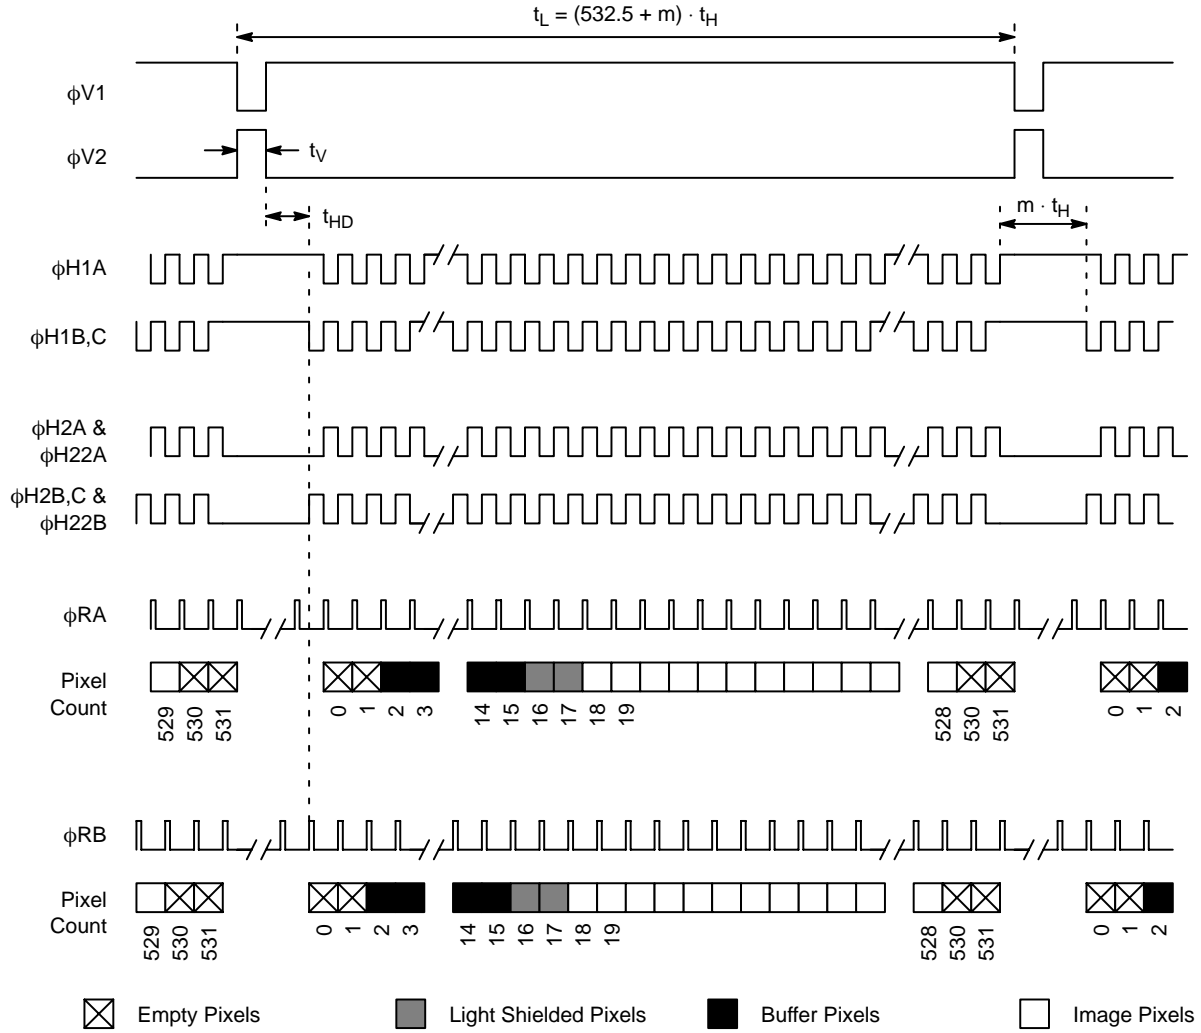 t_L = (532.5 + m) · t_H
ϕV1
ϕV2
t_V
t_HD
m · t_H
ϕH1A
ϕH1B,C
ϕH2A &
ϕH22A
ϕH2B,C &
ϕH22B
ϕRA
Pixel
Count
529 530 531 0 1 2 3 14 15 16 17 18 19 528 530 531 0 1 2
ϕRB
Pixel
Count
529 530 531 0 1 2 3 14 15 16 17 18 19 528 530 531 0 1 2
Empty Pixels Light Shielded Pixels Buffer Pixels Image Pixels